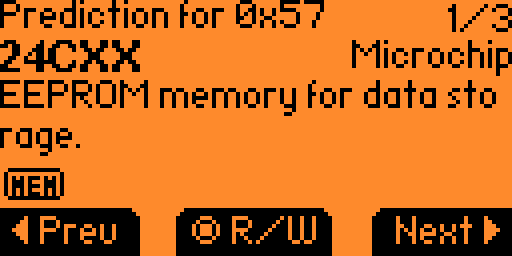 Prediction for 0x57 1/3
24CXX Microchip
EEPROM memory for data sto
rage.
MEM
Prev R/W Next